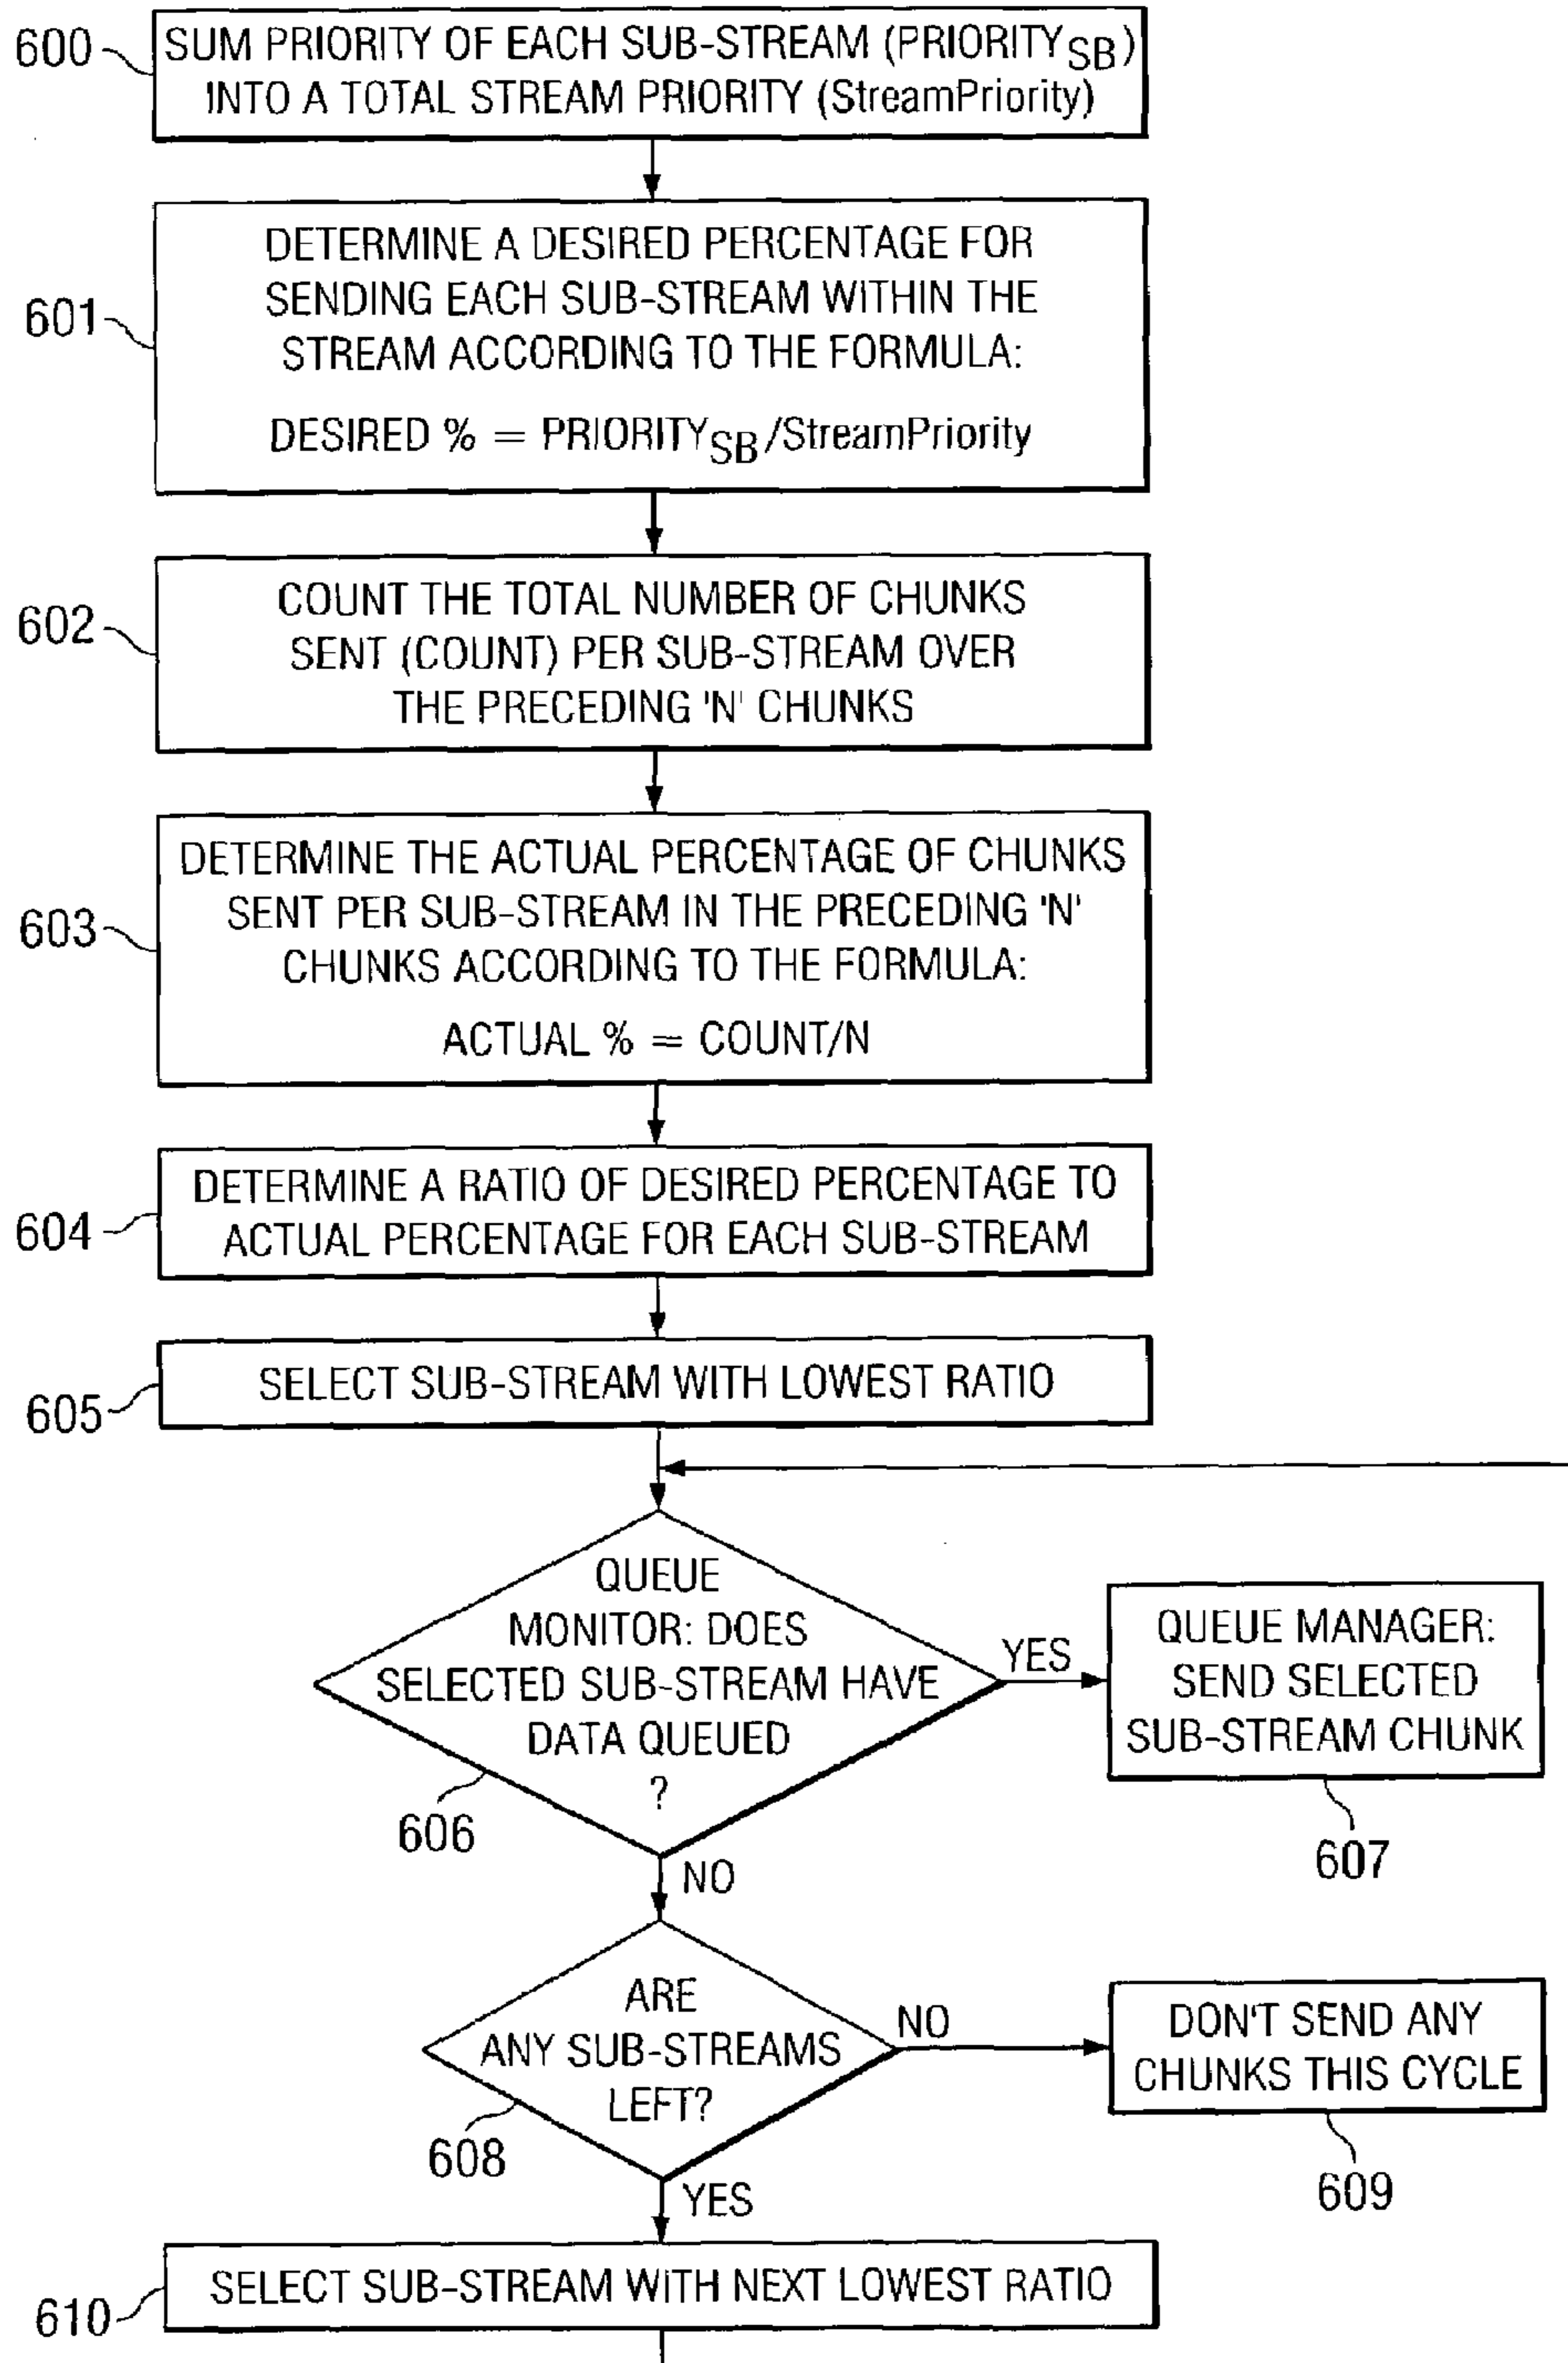 600
SUM PRIORITY OF EACH SUB-STREAM (PRIORITYSB)
INTO A TOTAL STREAM PRIORITY (StreamPriority)
601
DETERMINE A DESIRED PERCENTAGE FOR
SENDING EACH SUB-STREAM WITHIN THE
STREAM ACCORDING TO THE FORMULA:
DESIRED % = PRIORITYSB/StreamPriority
602
COUNT THE TOTAL NUMBER OF CHUNKS
SENT (COUNT) PER SUB-STREAM OVER
THE PRECEDING 'N' CHUNKS
603
DETERMINE THE ACTUAL PERCENTAGE OF CHUNKS
SENT PER SUB-STREAM IN THE PRECEDING 'N'
CHUNKS ACCORDING TO THE FORMULA:
ACTUAL % = COUNT/N
604
DETERMINE A RATIO OF DESIRED PERCENTAGE TO
ACTUAL PERCENTAGE FOR EACH SUB-STREAM
605
SELECT SUB-STREAM WITH LOWEST RATIO
QUEUE
MONITOR: DOES
SELECTED SUB-STREAM HAVE
DATA QUEUED
?
606
YES
QUEUE MANAGER:
SEND SELECTED
SUB-STREAM CHUNK
607
NO
ARE
ANY SUB-STREAMS
LEFT?
608
NO
DON'T SEND ANY
CHUNKS THIS CYCLE
609
YES
610
SELECT SUB-STREAM WITH NEXT LOWEST RATIO